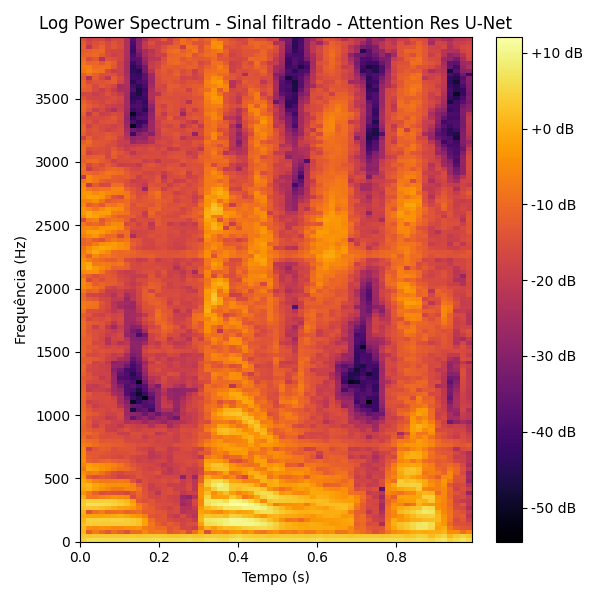 Log Power Spectrum - Sinal filtrado - Attention Res U-Net
Frequência (Hz)
3500
3000
2500
2000
1500
1000
500
0
0.0 0.2 0.4 0.6 0.8
Tempo (s)
+10 dB
+0 dB
-10 dB
-20 dB
-30 dB
-40 dB
-50 dB